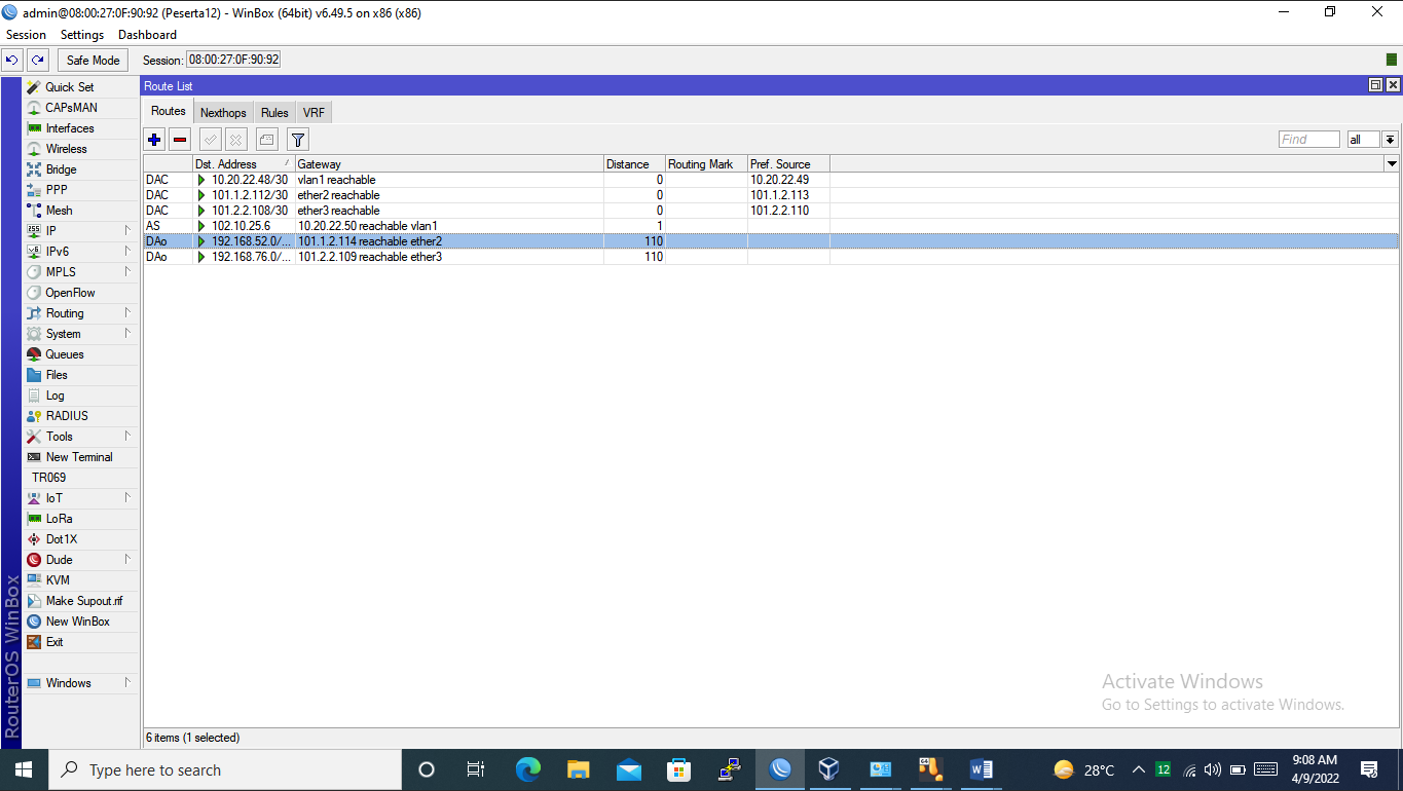 admin@08:00:27:0F:90:92 (Peserta12) - WinBox (64bit) v6.49.5 on x86 (x86)
Session Settings Dashboard
Safe Mode Session: 08:00:27:0F:90:92
Quick Set
CAPsMAN
Interfaces
Wireless
Bridge
PPP
Mesh
IP
IPv6
MPLS
OpenFlow
Routing
System
Queues
Files
Log
RADIUS
Tools
New Terminal
TR069
IoT
LoRa
Dot1X
Dude
KVM
Make Supout.rif
New WinBox
Exit
Windows
RouterOS WinBox
Route List
Routes Nexthops Rules VRF
Find all
Dst. Address Gateway Distance Routing Mark Pref. Source
DAC 10.20.22.48/30 vlan1 reachable 0 10.20.22.49
DAC 101.1.2.112/30 ether2 reachable 0 101.1.2.113
DAC 101.2.2.108/30 ether3 reachable 0 101.2.2.110
AS 102.10.25.6 10.20.22.50 reachable vlan1 1
DAo 192.168.52.0/... 101.1.2.114 reachable ether2 110
DAo 192.168.76.0/... 101.2.2.109 reachable ether3 110
Activate Windows
Go to Settings to activate Windows.
6 items (1 selected)
Type here to search
28°C
12
9:08 AM
4/9/2022